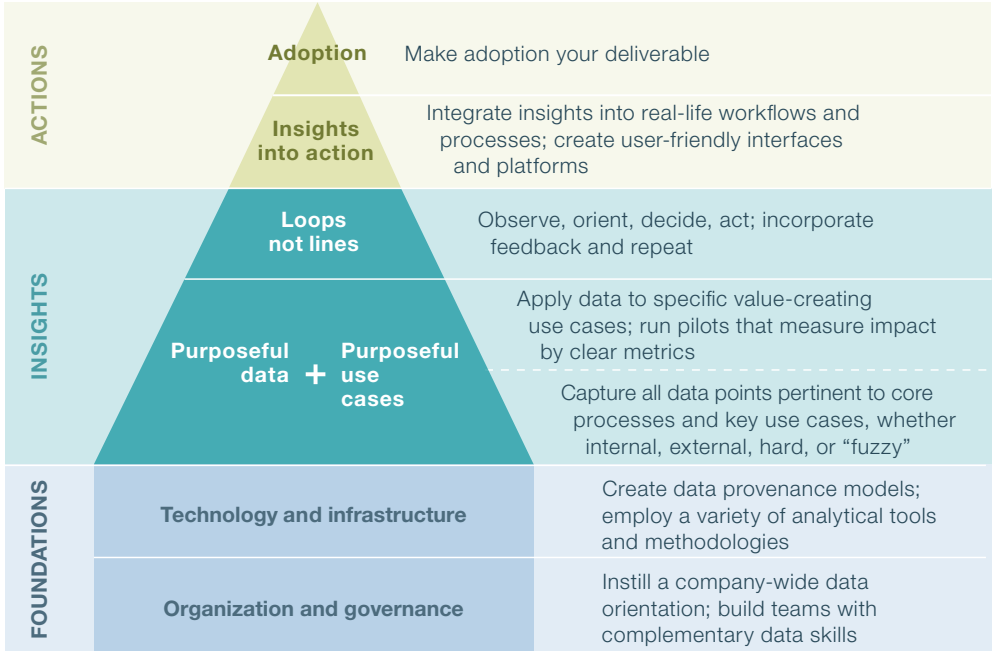 ACTIONS
Adoption
Make adoption your deliverable
Insights
into action
Integrate insights into real-life workflows and
processes; create user-friendly interfaces
and platforms
INSIGHTS
Loops
not lines
Observe, orient, decide, act; incorporate
feedback and repeat
Purposeful
data
+
Purposeful
use
cases
Apply data to specific value-creating
use cases; run pilots that measure impact
by clear metrics
Capture all data points pertinent to core
processes and key use cases, whether
internal, external, hard, or “fuzzy”
FOUNDATIONS
Technology and infrastructure
Create data provenance models;
employ a variety of analytical tools
and methodologies
Organization and governance
Instill a company-wide data
orientation; build teams with
complementary data skills